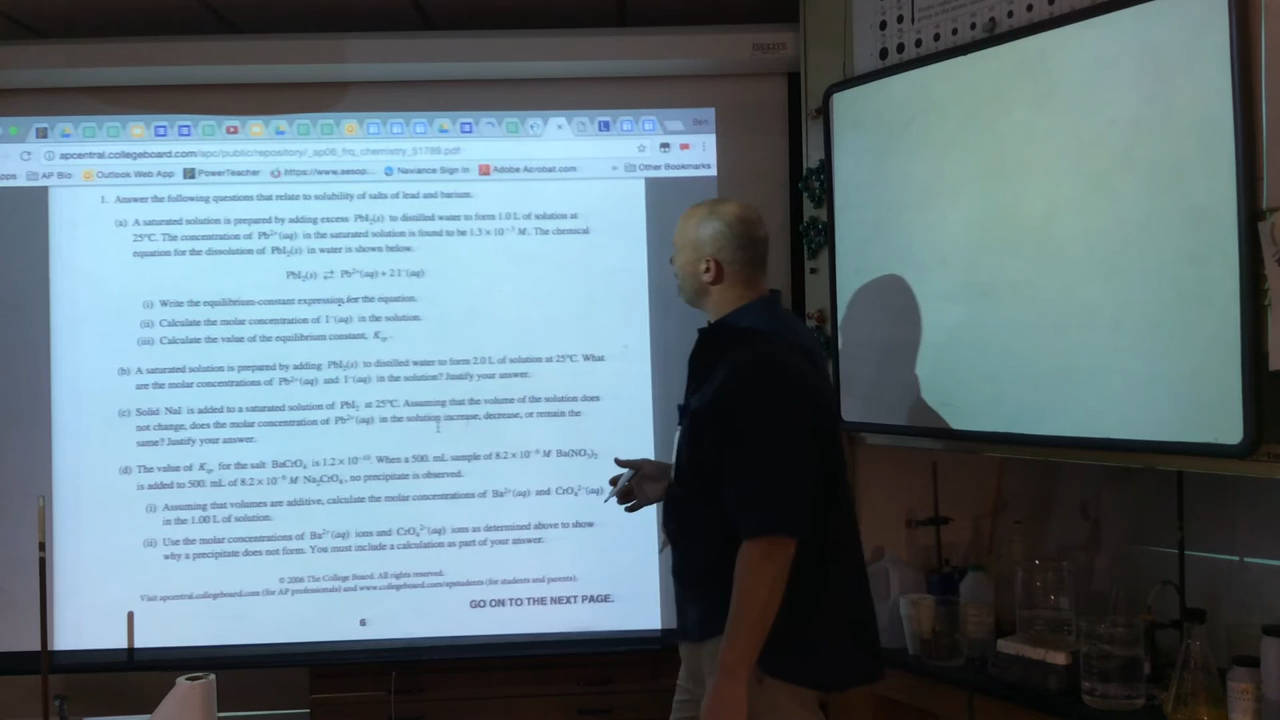 Ben
apcentral.collegeboard.com/apc/public/repository/_ap06_frq_chemistry_51789.pdf
Apps AP Bio Outlook Web App PowerTeacher https://www.aesop... Naviance Sign In Adobe Acrobat.com » Other Bookmarks
1. Answer the following questions that relate to solubility of salts of lead and barium.
(a) A saturated solution is prepared by adding excess PbI₂(s) to distilled water to form 1.0 L of solution at
25°C. The concentration of Pb²⁺(aq) in the saturated solution is found to be 1.3 × 10⁻³ M. The chemical
equation for the dissolution of PbI₂(s) in water is shown below.
PbI₂(s) ⇄ Pb²⁺(aq) + 2 I⁻(aq)
(i) Write the equilibrium-constant expression for the equation.
(ii) Calculate the molar concentration of I⁻(aq) in the solution.
(iii) Calculate the value of the equilibrium constant, Ksp.
(b) A saturated solution is prepared by adding PbI₂(s) to distilled water to form 2.0 L of solution at 25°C. What
are the molar concentrations of Pb²⁺(aq) and I⁻(aq) in the solution? Justify your answer.
(c) Solid NaI is added to a saturated solution of PbI₂ at 25°C. Assuming that the volume of the solution does
not change, does the molar concentration of Pb²⁺(aq) in the solution increase, decrease, or remain the
same? Justify your answer.
(d) The value of Ksp for the salt BaCrO₄ is 1.2 × 10⁻¹⁰. When a 500. mL sample of 8.2 × 10⁻⁶ M Ba(NO₃)₂
is added to 500. mL of 8.2 × 10⁻⁶ M Na₂CrO₄, no precipitate is observed.
(i) Assuming that volumes are additive, calculate the molar concentrations of Ba²⁺(aq) and CrO₄²⁻(aq)
in the 1.00 L of solution.
(ii) Use the molar concentrations of Ba²⁺(aq) ions and CrO₄²⁻(aq) ions as determined above to show
why a precipitate does not form. You must include a calculation as part of your answer.
© 2006 The College Board. All rights reserved.
Visit apcentral.collegeboard.com (for AP professionals) and www.collegeboard.com/apstudents (for students and parents).
GO ON TO THE NEXT PAGE.
6